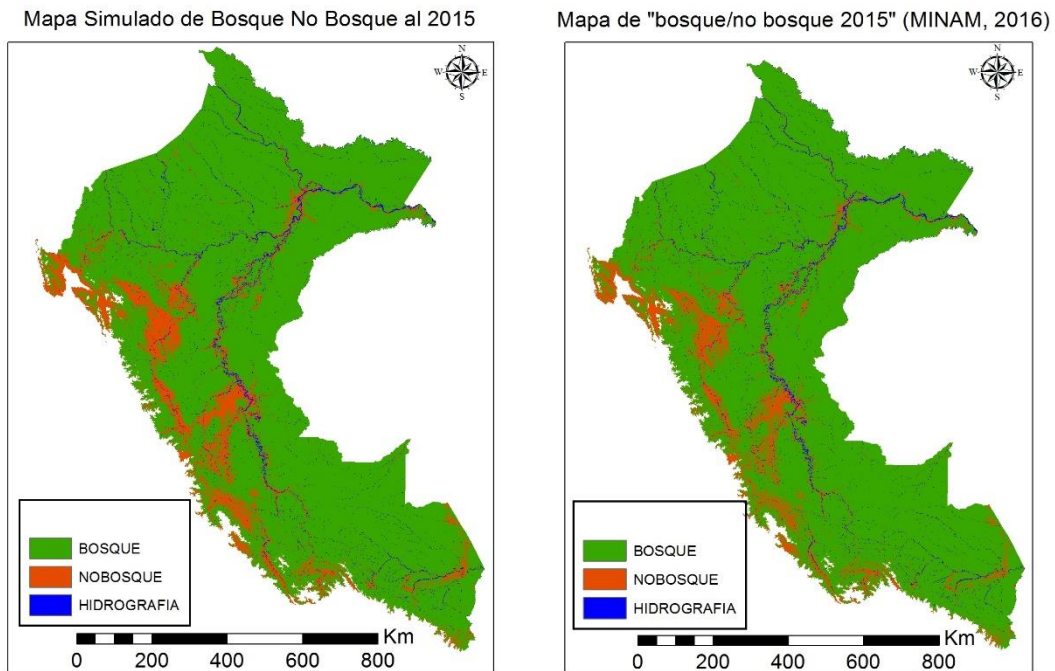 Mapa Simulado de Bosque No Bosque al 2015
N
W E
S
BOSQUE
NOBOSQUE
HIDROGRAFIA
Km
0 200 400 600 800
Mapa de "bosque/no bosque 2015" (MINAM, 2016)
N
W E
S
BOSQUE
NOBOSQUE
HIDROGRAFIA
Km
0 200 400 600 800